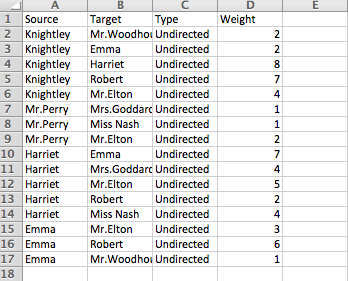 A B C D E
1 Source Target Type Weight
2 Knightley Mr.Woodhou Undirected 2
3 Knightley Emma Undirected 2
4 Knightley Harriet Undirected 8
5 Knightley Robert Undirected 7
6 Knightley Mr.Elton Undirected 4
7 Mr.Perry Mrs.Goddard Undirected 1
8 Mr.Perry Miss Nash Undirected 1
9 Mr.Perry Mr.Elton Undirected 2
10 Harriet Emma Undirected 7
11 Harriet Mrs.Goddard Undirected 4
12 Harriet Mr.Elton Undirected 5
13 Harriet Robert Undirected 2
14 Harriet Miss Nash Undirected 4
15 Emma Mr.Elton Undirected 3
16 Emma Robert Undirected 6
17 Emma Mr.Woodhou Undirected 1
18